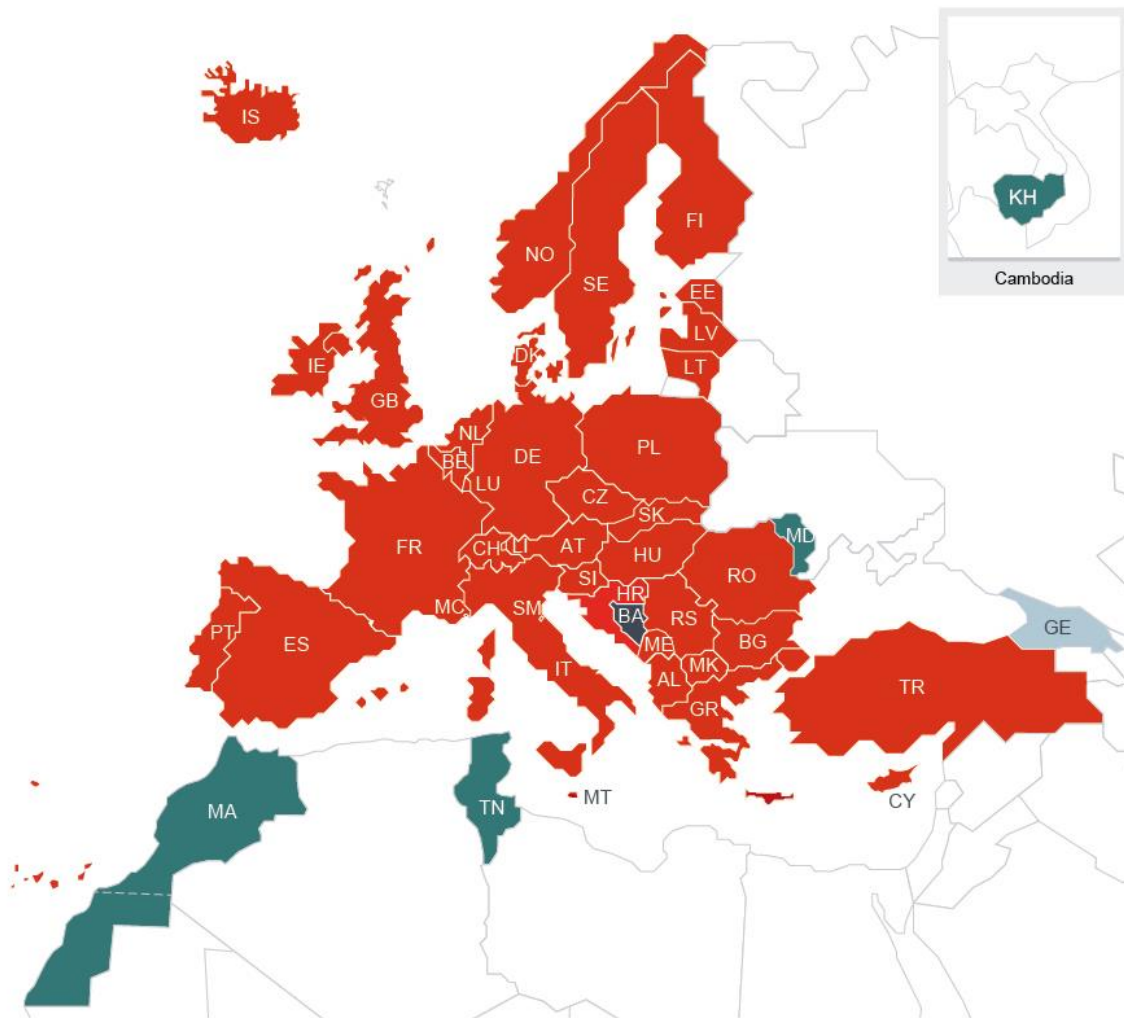 IS
KH
Cambodia
NO
SE
FI
EE
LV
LT
DK
IE
GB
NL
BE
LU
DE
PL
CZ
SK
FR
CH
LI
AT
HU
MD
RO
SI
HR
BA
RS
MC
SM
ME
BG
GE
PT
ES
IT
AL
MK
GR
TR
MT
CY
MA
TN